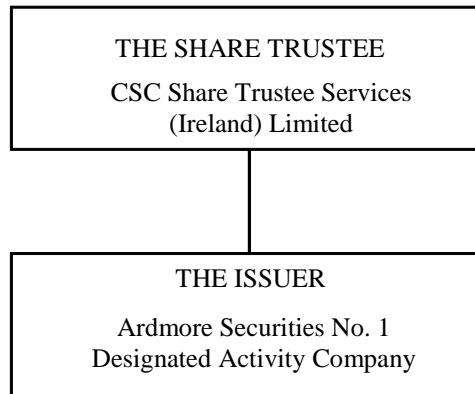 THE SHARE TRUSTEE
CSC Share Trustee Services
(Ireland) Limited
THE ISSUER
Ardmore Securities No. 1
Designated Activity Company